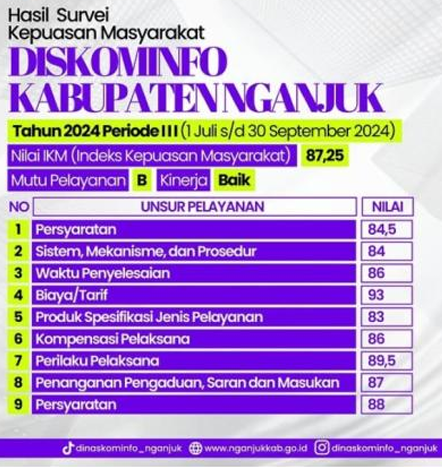 Hasil Survei
Kepuasan Masyarakat
DISKOMINFO
KABUPATEN NGANJUK
Tahun 2024 Periode III (1 Juli s/d 30 September 2024)
Nilai IKM (Indeks Kepuasan Masyarakat) 87,25
Mutu Pelayanan B Kinerja Baik
NO UNSUR PELAYANAN NILAI
1 Persyaratan 84,5
2 Sistem, Mekanisme, dan Prosedur 84
3 Waktu Penyelesaian 86
4 Biaya/Tarif 93
5 Produk Spesifikasi Jenis Pelayanan 83
6 Kompensasi Pelaksana 86
7 Perilaku Pelaksana 89,5
8 Penanganan Pengaduan, Saran dan Masukan 87
9 Persyaratan 88
dinaskominfo_nganjuk www.nganjukkab.go.id dinaskominfo_nganjuk